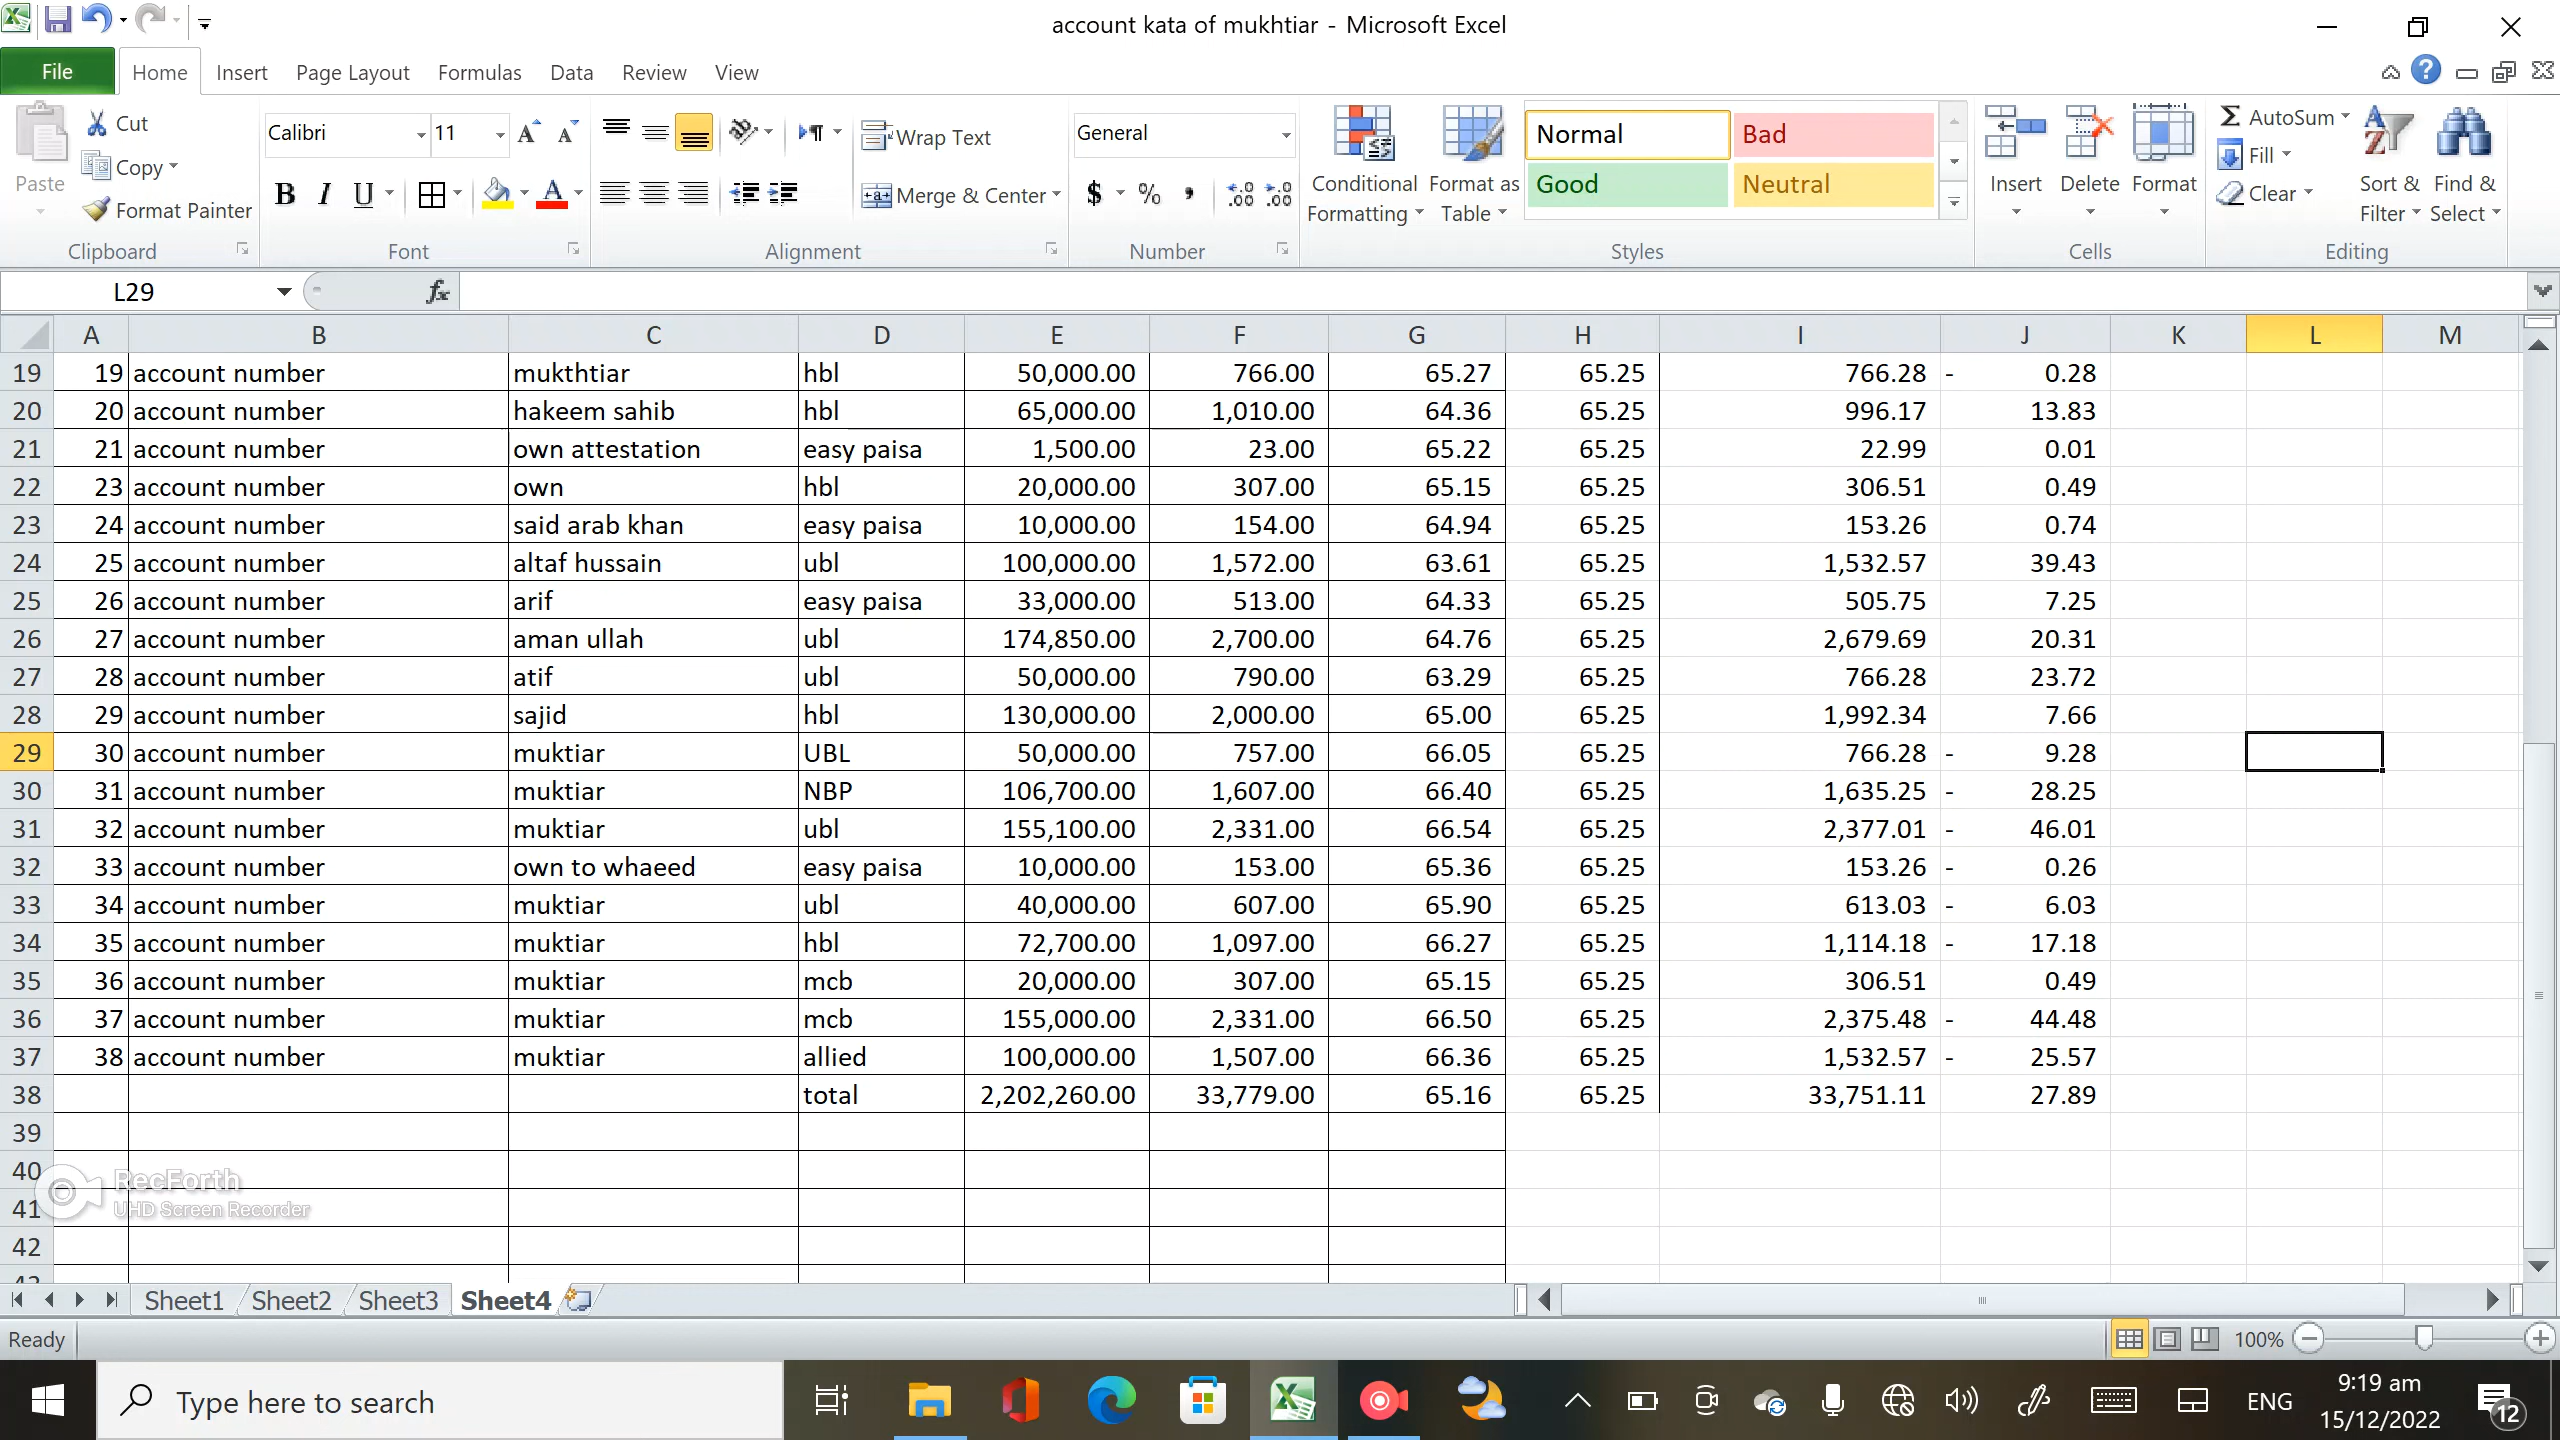 account kata of mukhtiar - Microsoft Excel
File Home Insert Page Layout Formulas Data Review View
Paste Cut Copy Format Painter
Calibri 11
B I U A
Wrap Text
Merge & Center
General
$ %
Conditional Formatting
Format as Table
Normal Bad
Good Neutral
Insert Delete Format
Σ AutoSum
Fill
Clear
Sort & Filter
Find & Select
Clipboard Font Alignment Number Styles Cells Editing
L29 fx
A B C D E F G H I J K L M
19 19 account number mukthtiar hbl 50,000.00 766.00 65.27 65.25 766.28 - 0.28
20 20 account number hakeem sahib hbl 65,000.00 1,010.00 64.36 65.25 996.17 13.83
21 21 account number own attestation easy paisa 1,500.00 23.00 65.22 65.25 22.99 0.01
22 23 account number own hbl 20,000.00 307.00 65.15 65.25 306.51 0.49
23 24 account number said arab khan easy paisa 10,000.00 154.00 64.94 65.25 153.26 0.74
24 25 account number altaf hussain ubl 100,000.00 1,572.00 63.61 65.25 1,532.57 39.43
25 26 account number arif easy paisa 33,000.00 513.00 64.33 65.25 505.75 7.25
26 27 account number aman ullah ubl 174,850.00 2,700.00 64.76 65.25 2,679.69 20.31
27 28 account number atif ubl 50,000.00 790.00 63.29 65.25 766.28 23.72
28 29 account number sajid hbl 130,000.00 2,000.00 65.00 65.25 1,992.34 7.66
29 30 account number muktiar UBL 50,000.00 757.00 66.05 65.25 766.28 - 9.28
30 31 account number muktiar NBP 106,700.00 1,607.00 66.40 65.25 1,635.25 - 28.25
31 32 account number muktiar ubl 155,100.00 2,331.00 66.54 65.25 2,377.01 - 46.01
32 33 account number own to whaeed easy paisa 10,000.00 153.00 65.36 65.25 153.26 - 0.26
33 34 account number muktiar ubl 40,000.00 607.00 65.90 65.25 613.03 - 6.03
34 35 account number muktiar hbl 72,700.00 1,097.00 66.27 65.25 1,114.18 - 17.18
35 36 account number muktiar mcb 20,000.00 307.00 65.15 65.25 306.51 0.49
36 37 account number muktiar mcb 155,000.00 2,331.00 66.50 65.25 2,375.48 - 44.48
37 38 account number muktiar allied 100,000.00 1,507.00 66.36 65.25 1,532.57 - 25.57
38 total 2,202,260.00 33,779.00 65.16 65.25 33,751.11 27.89
39
40
RecForth
UHD Screen Recorder
41
42
43
Sheet1 Sheet2 Sheet3 Sheet4
Ready 100%
Type here to search
ENG
9:19 am
15/12/2022
12